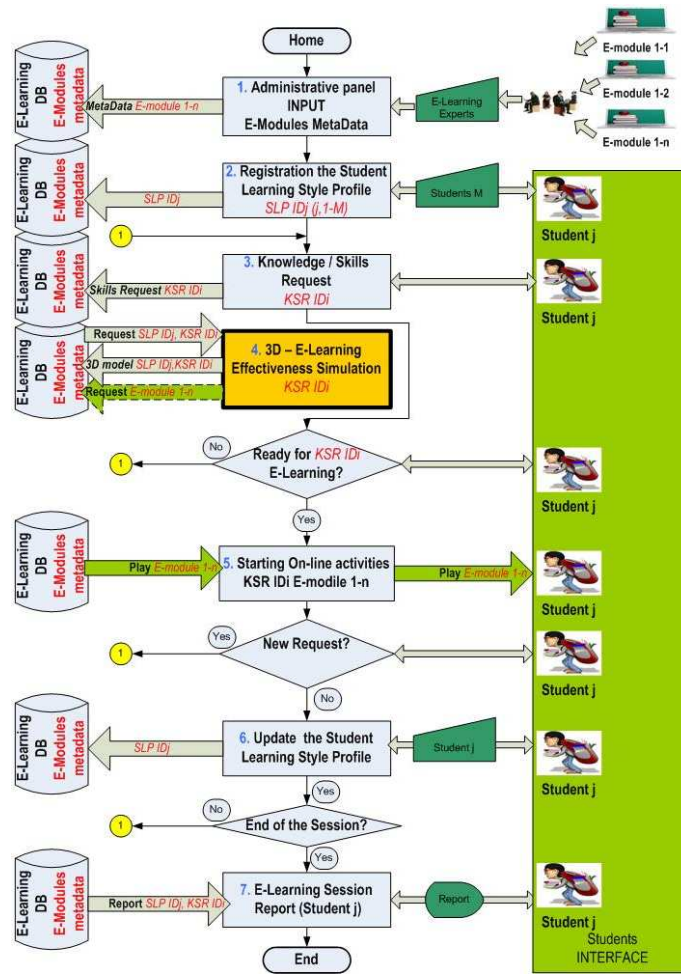 Home
E-module 1-1
E-module 1-2
E-module 1-n
E-Learning
DB
E-Modules
metadata
MetaData E-module 1-n
1. Administrative panel
INPUT
E-Modules MetaData
E-Learning
Experts
E-Learning
DB
E-Modules
metadata
SLP IDj
2. Registration the Student
Learning Style Profile
SLP IDj (j,1-M)
Students M
Student j
1
E-Learning
DB
E-Modules
metadata
Skills Request KSR IDi
3. Knowledge / Skills
Request
KSR IDi
Student j
E-Learning
DB
E-Modules
metadata
Request SLP IDj, KSR IDi
3D model SLP IDj,KSR IDi
Request E-module 1-n
4. 3D – E-Learning
Effectiveness Simulation
KSR IDi
1
No
Ready for KSR IDi
E-Learning?
Student j
Yes
E-Learning
DB
E-Modules
metadata
Play E-module 1-n
5. Starting On-line activities
KSR IDi E-modile 1-n
Play E-module 1-n
Student j
1
Yes
New Request?
Student j
No
E-Learning
DB
E-Modules
metadata
SLP IDj
6. Update the Student
Learning Style Profile
Student j
Student j
Yes
1
No
End of the Session?
Yes
E-Learning
DB
E-Modules
metadata
Report SLP IDj, KSR IDi
7. E-Learning Session
Report (Student j)
Report
Student j
End
Students
INTERFACE